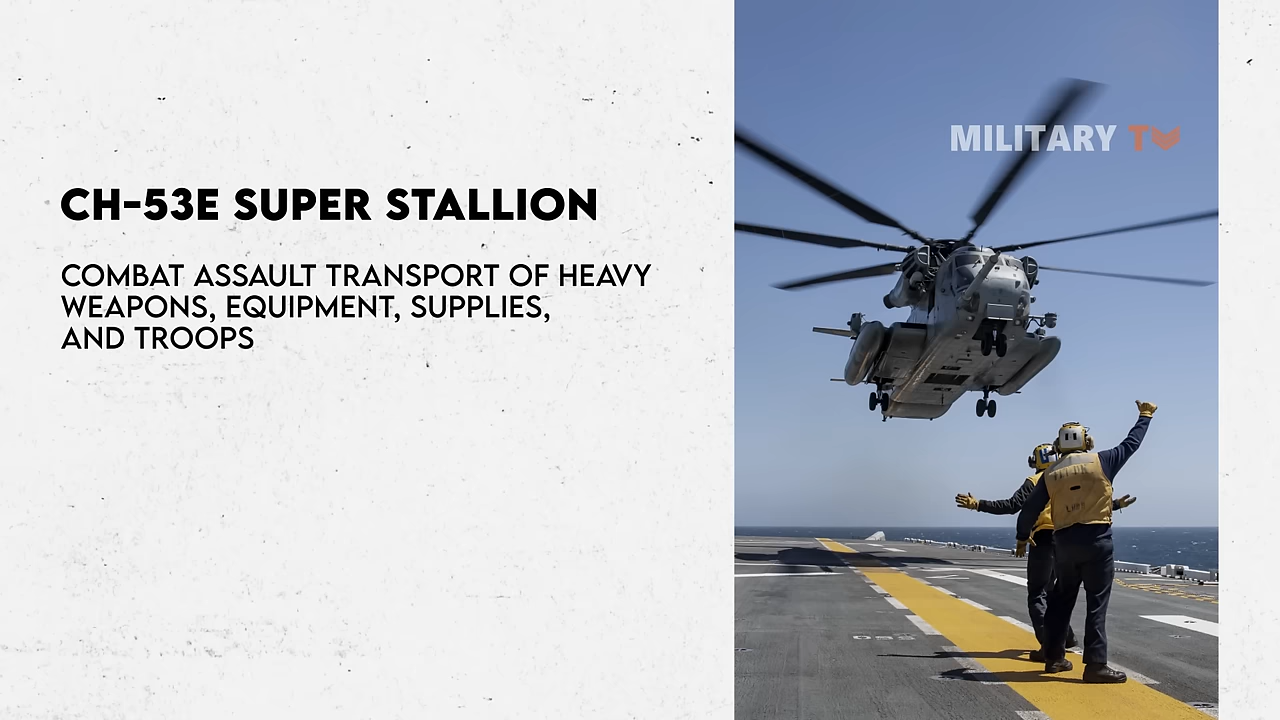 CH-53E SUPER STALLION
COMBAT ASSAULT TRANSPORT OF HEAVY
WEAPONS, EQUIPMENT, SUPPLIES,
AND TROOPS
MILITARY TV